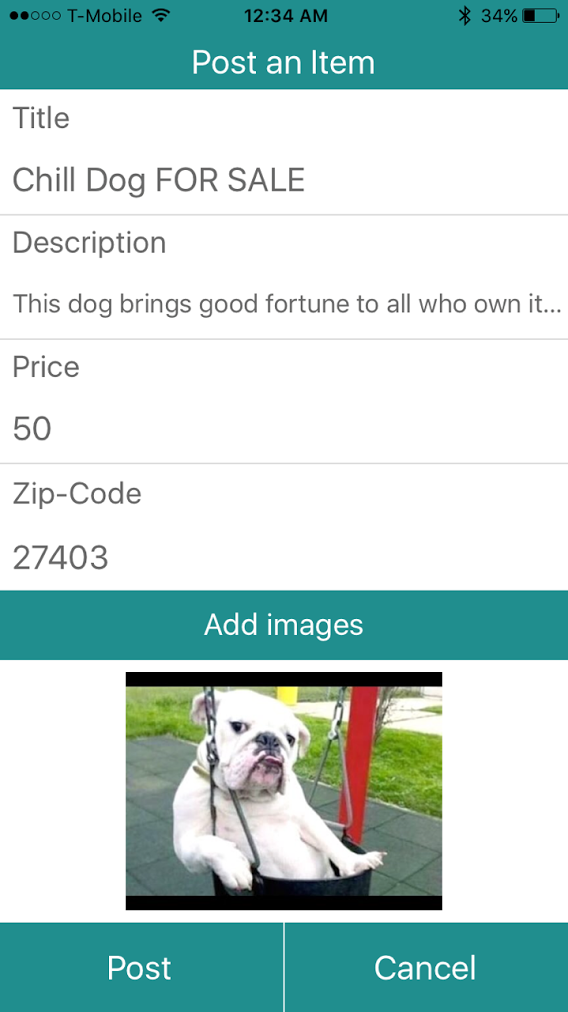 T-Mobile 12:34 AM 34%
Post an Item
Title
Chill Dog FOR SALE
Description
This dog brings good fortune to all who own it...
Price
50
Zip-Code
27403
Add images
Post Cancel